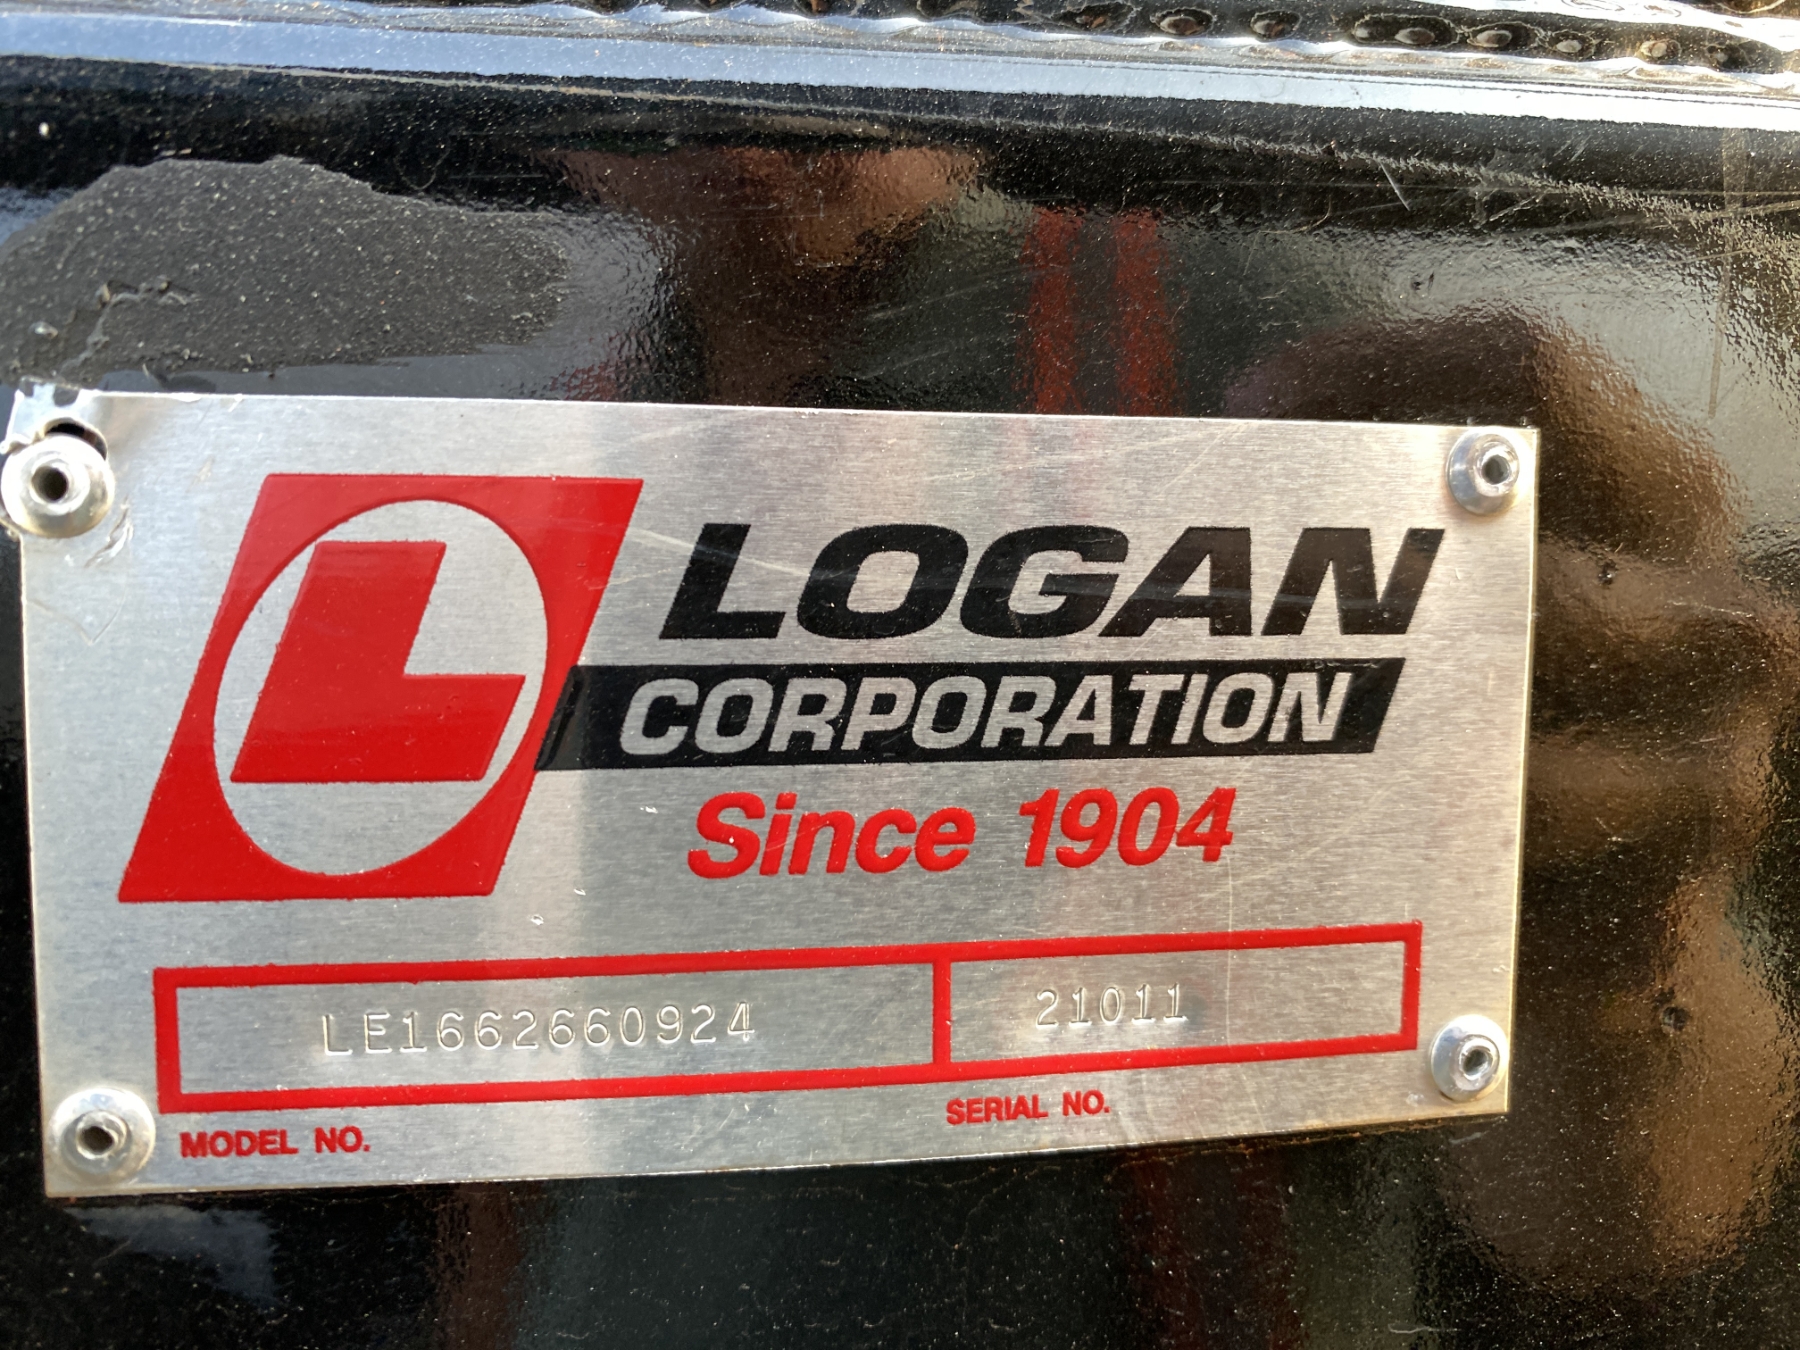 L
LOGAN
CORPORATION
Since 1904
LE1662660924
21011
MODEL NO.
SERIAL NO.